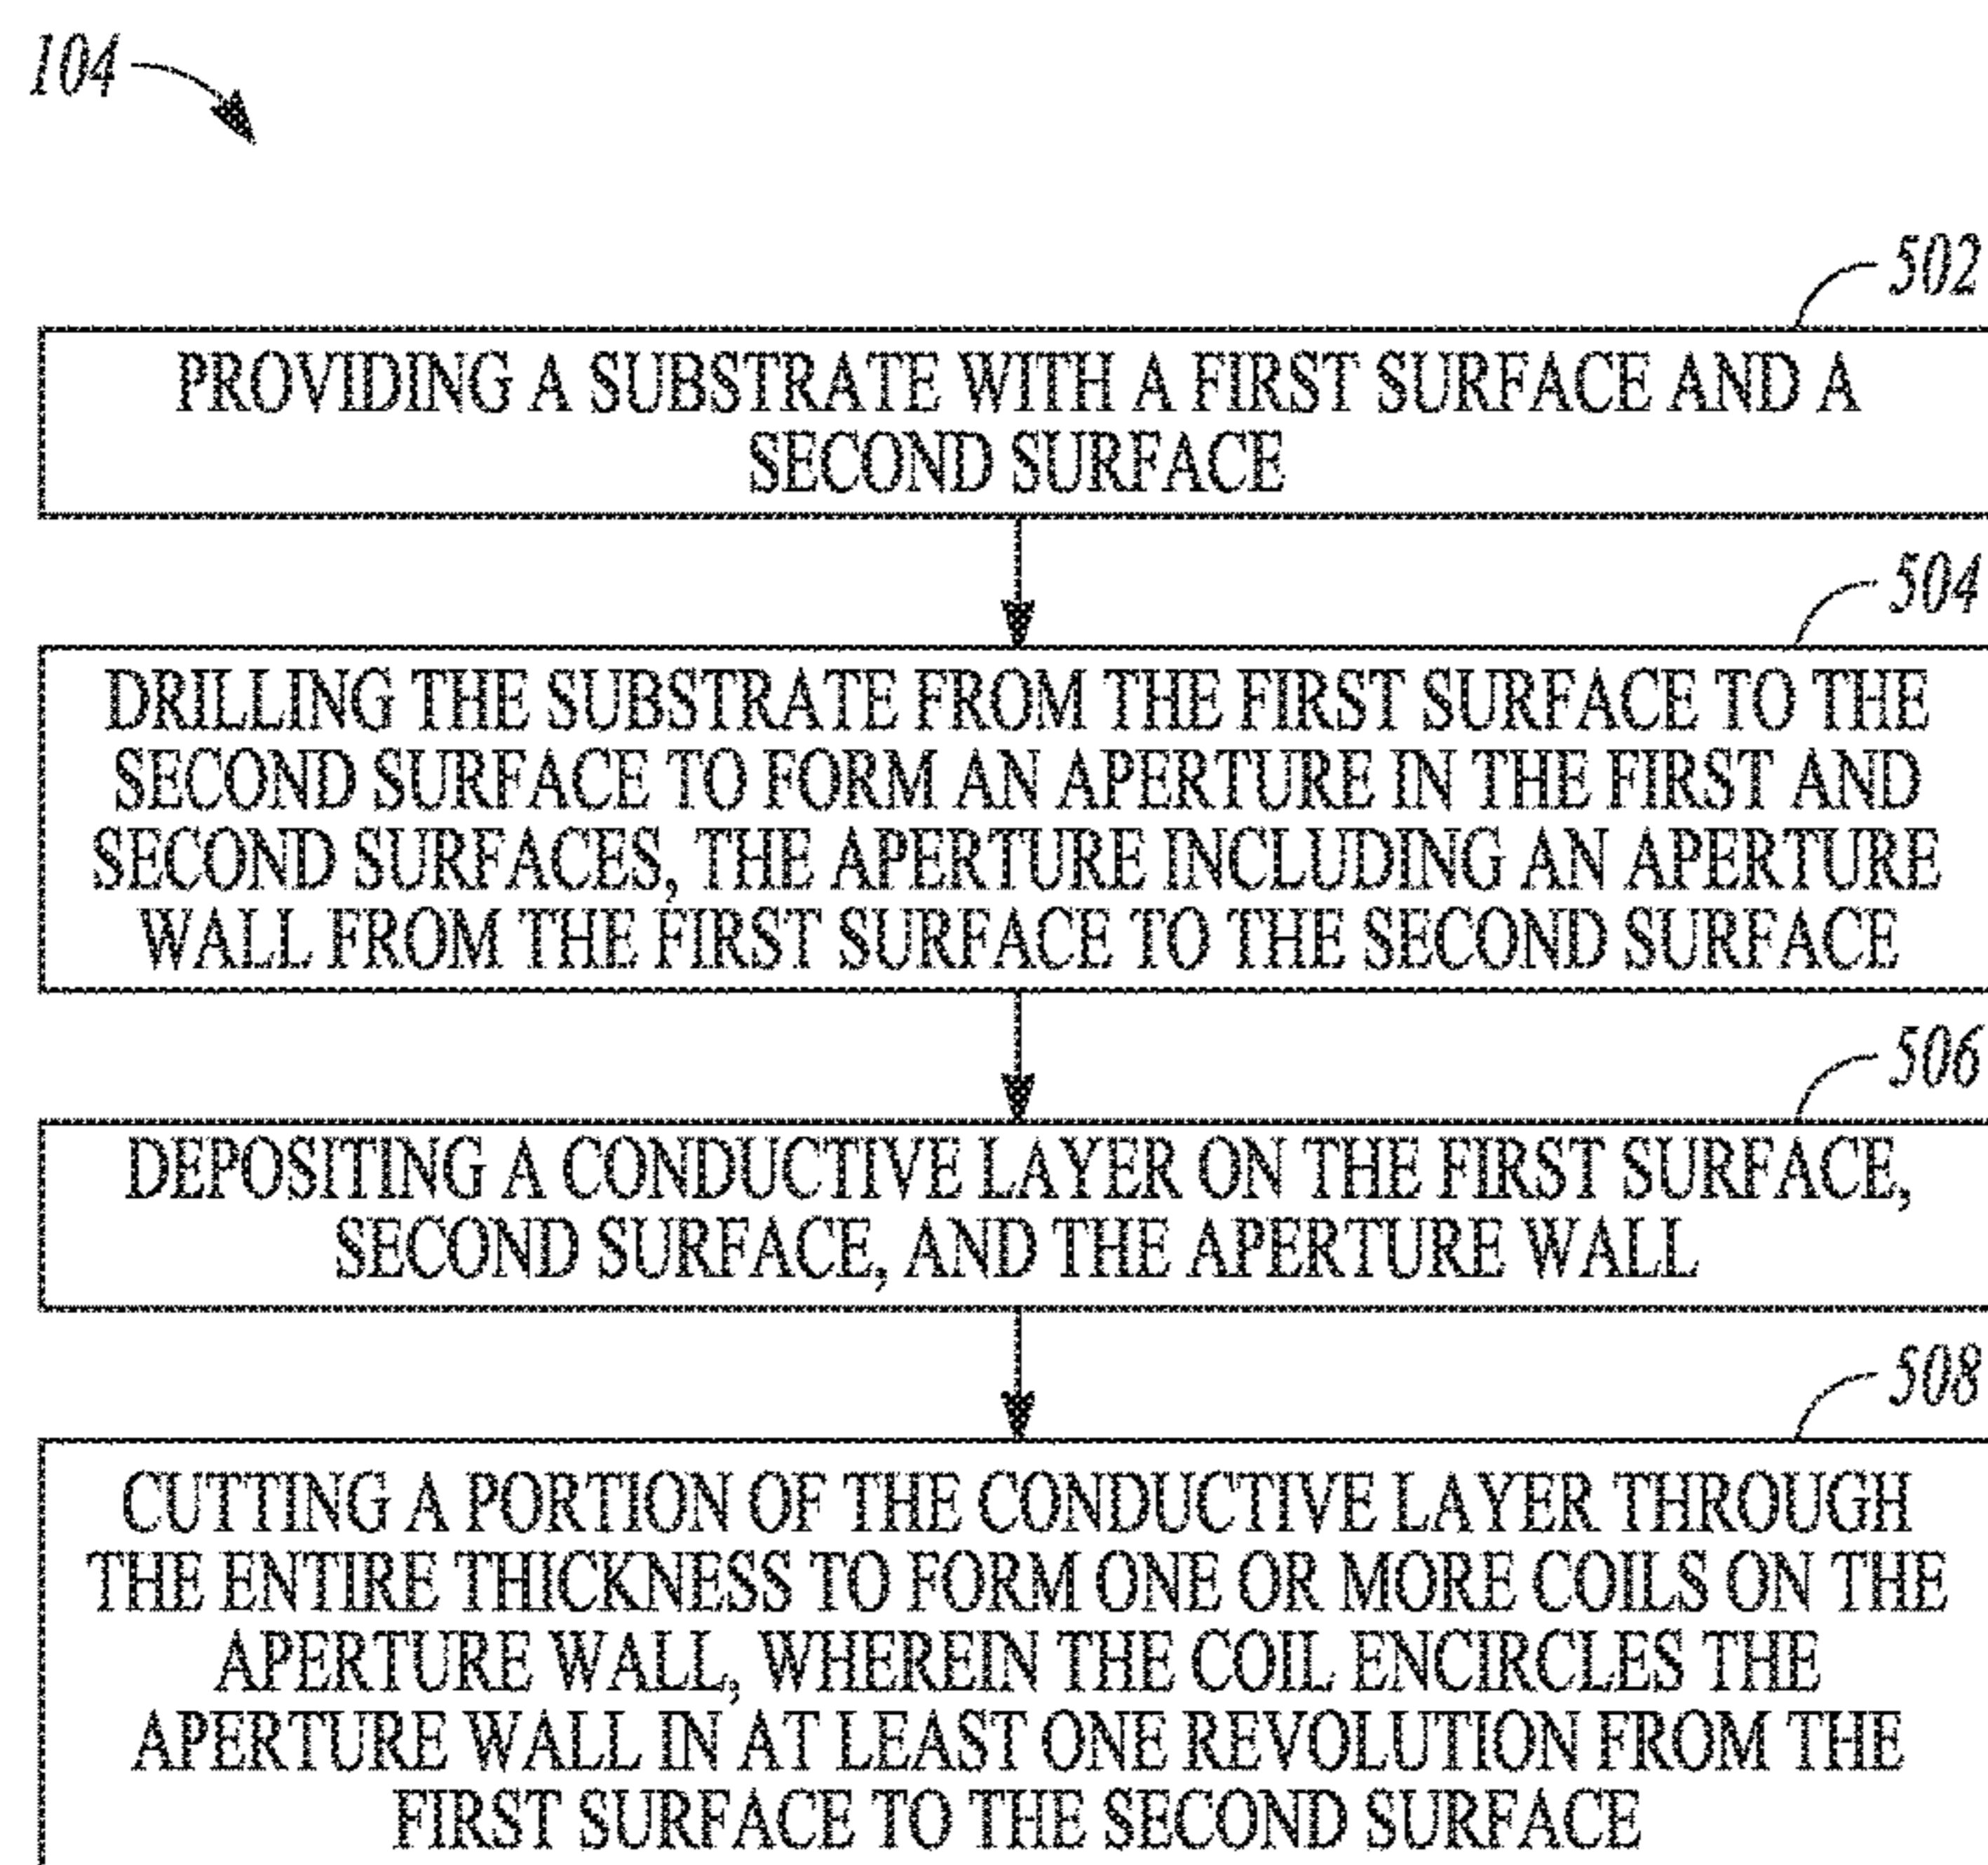 104
502
PROVIDING A SUBSTRATE WITH A FIRST SURFACE AND A
SECOND SURFACE
504
DRILLING THE SUBSTRATE FROM THE FIRST SURFACE TO THE
SECOND SURFACE TO FORM AN APERTURE IN THE FIRST AND
SECOND SURFACES, THE APERTURE INCLUDING AN APERTURE
WALL FROM THE FIRST SURFACE TO THE SECOND SURFACE
506
DEPOSITING A CONDUCTIVE LAYER ON THE FIRST SURFACE,
SECOND SURFACE, AND THE APERTURE WALL
508
CUTTING A PORTION OF THE CONDUCTIVE LAYER THROUGH
THE ENTIRE THICKNESS TO FORM ONE OR MORE COILS ON THE
APERTURE WALL, WHEREIN THE COIL ENCIRCLES THE
APERTURE WALL IN AT LEAST ONE REVOLUTION FROM THE
FIRST SURFACE TO THE SECOND SURFACE